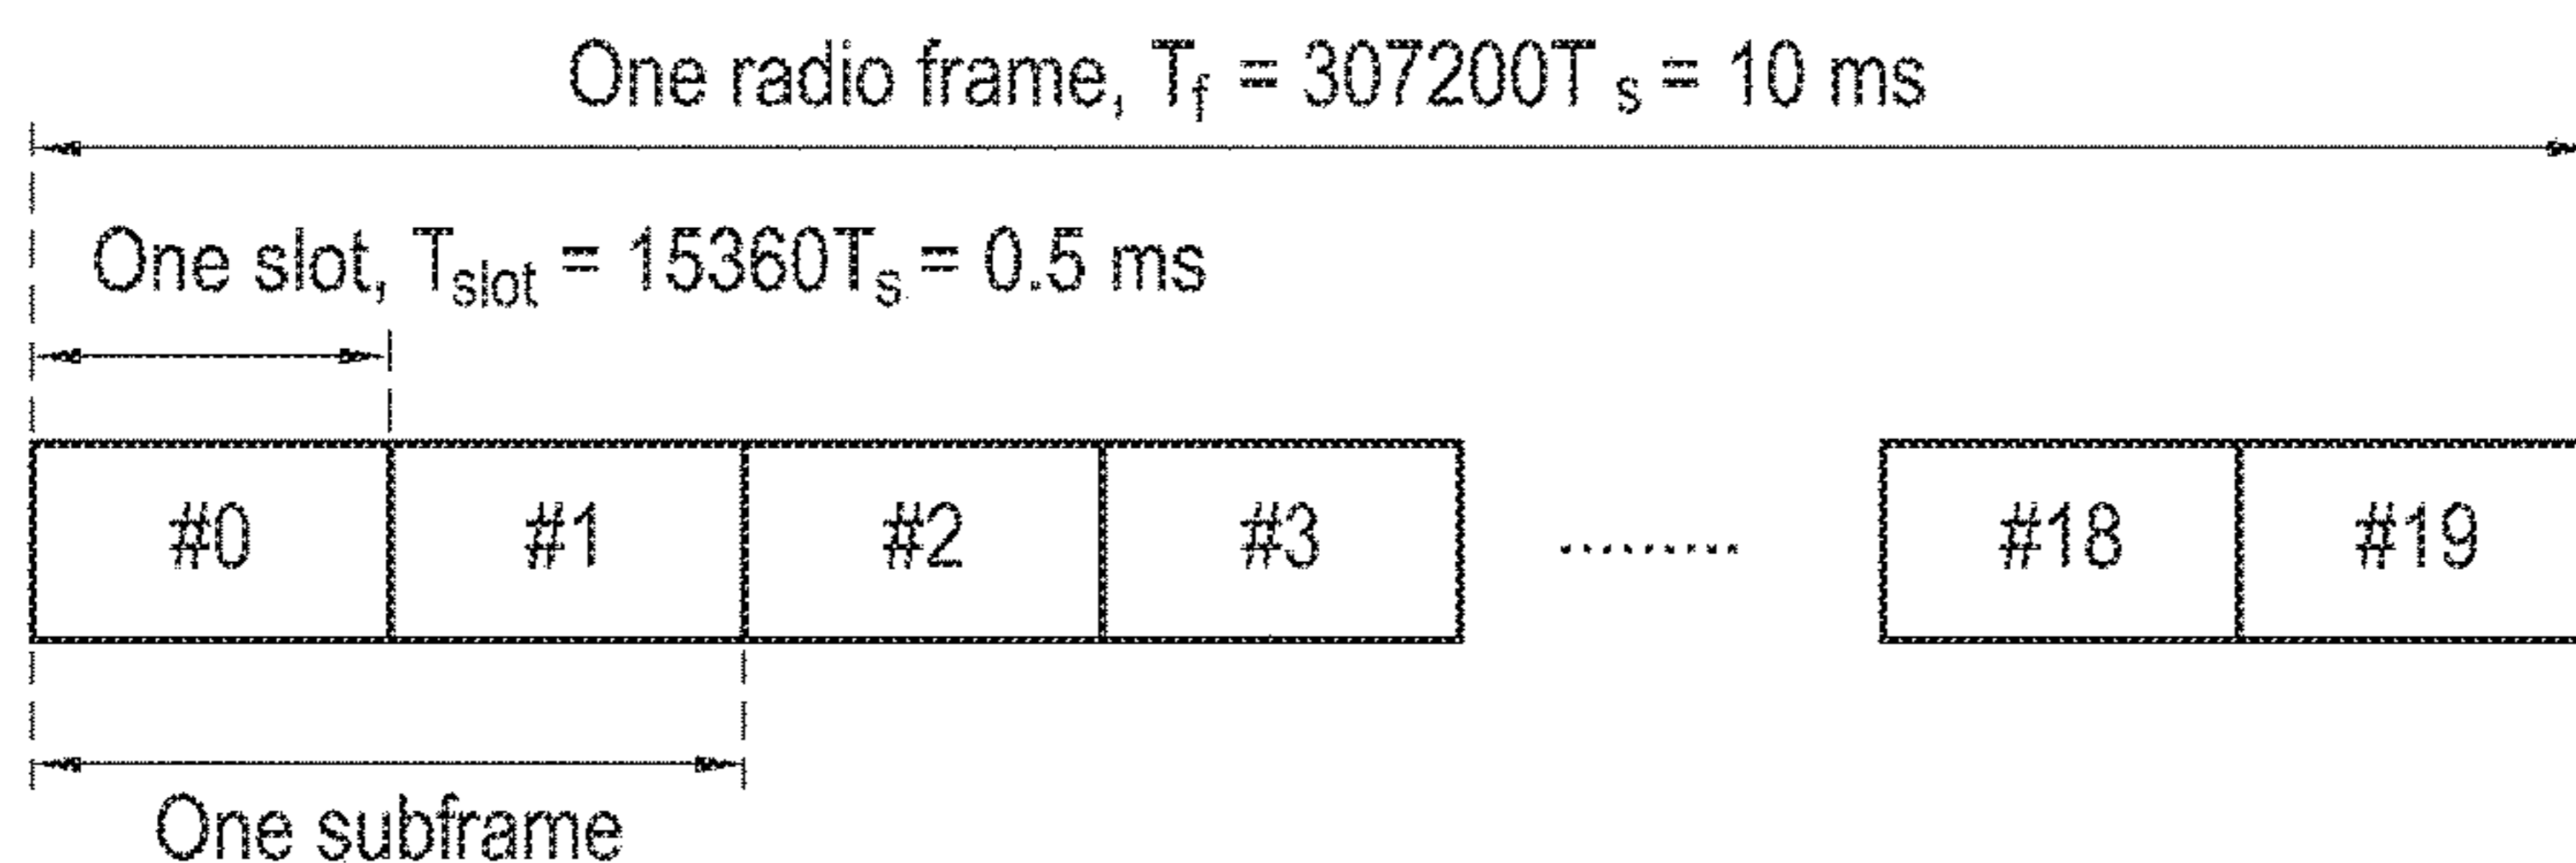 One radio frame, Tf = 307200T s = 10 ms
One slot, Tslot = 15360Ts = 0.5 ms
#0 #1 #2 #3 ......... #18 #19
One subframe